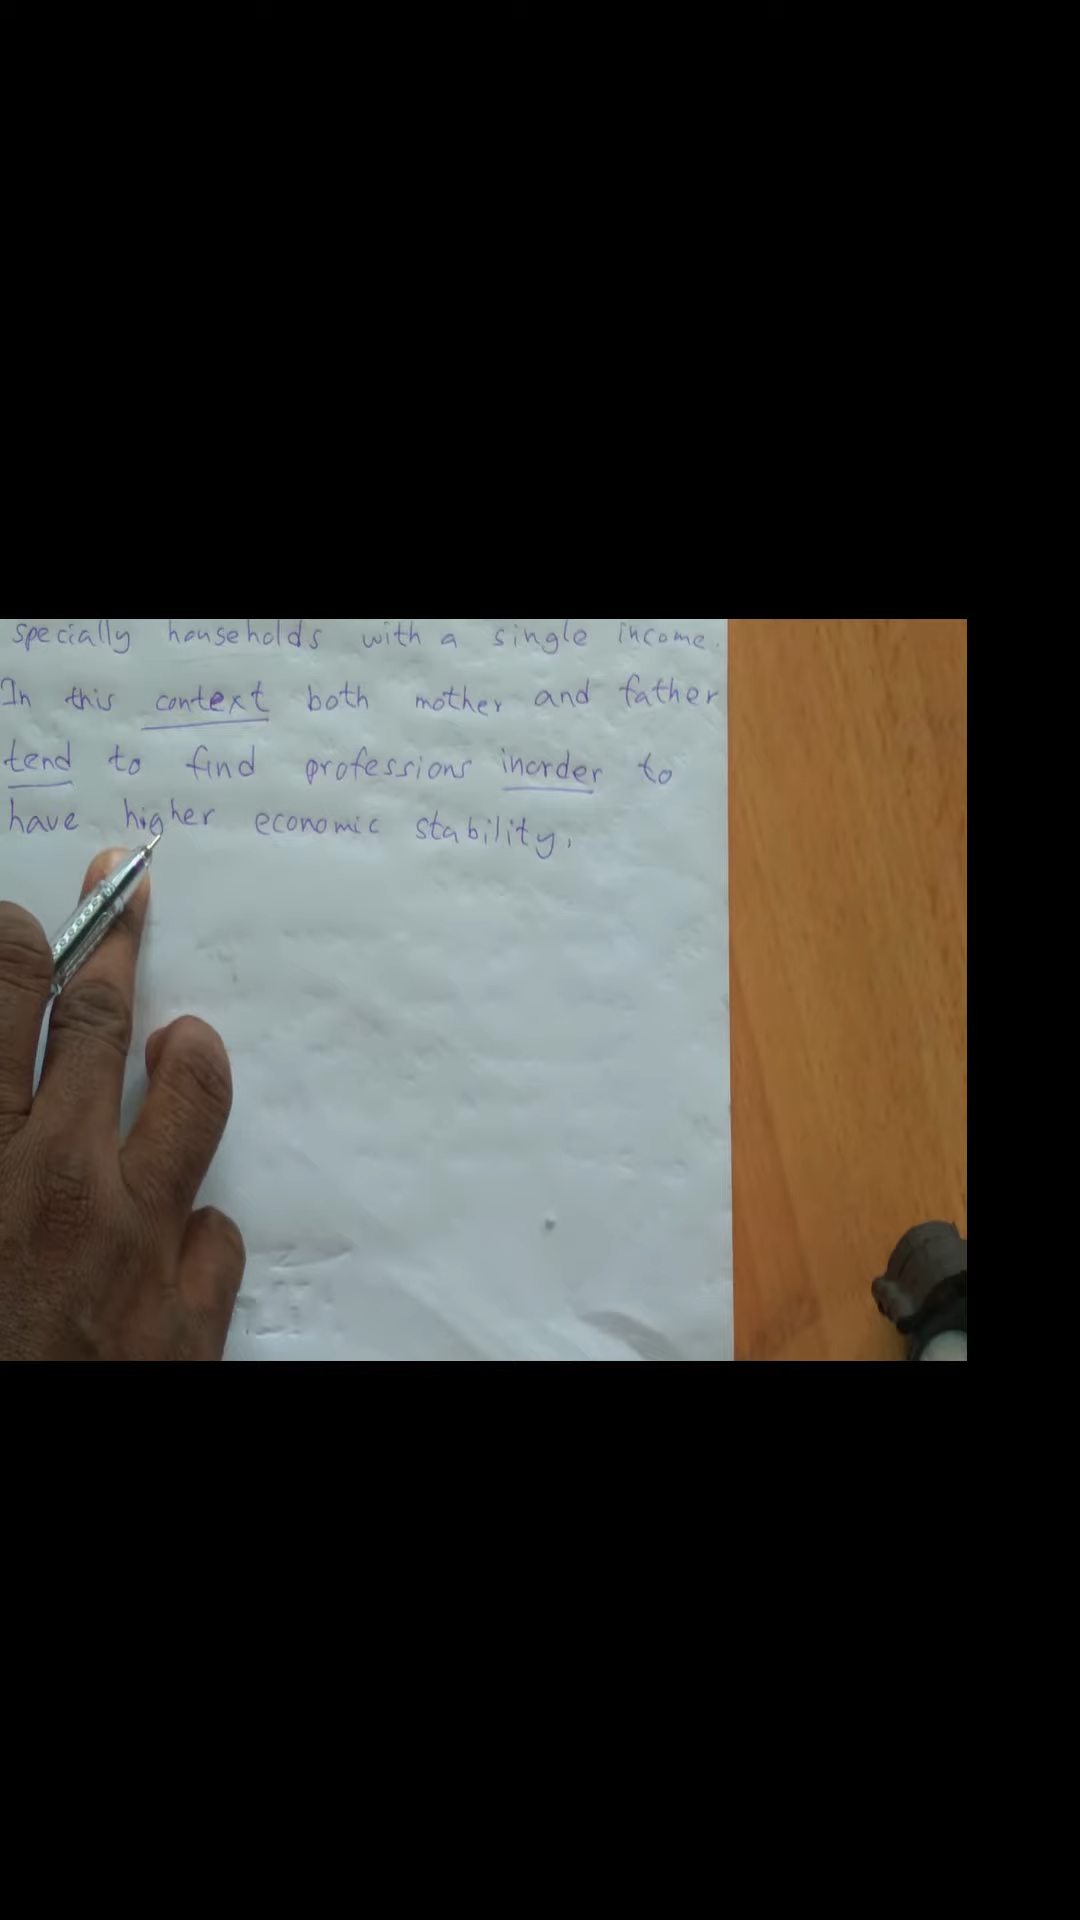 specially households with a single income.
In this context both mother and father
tend to find professions inorder to
have higher economic stability.